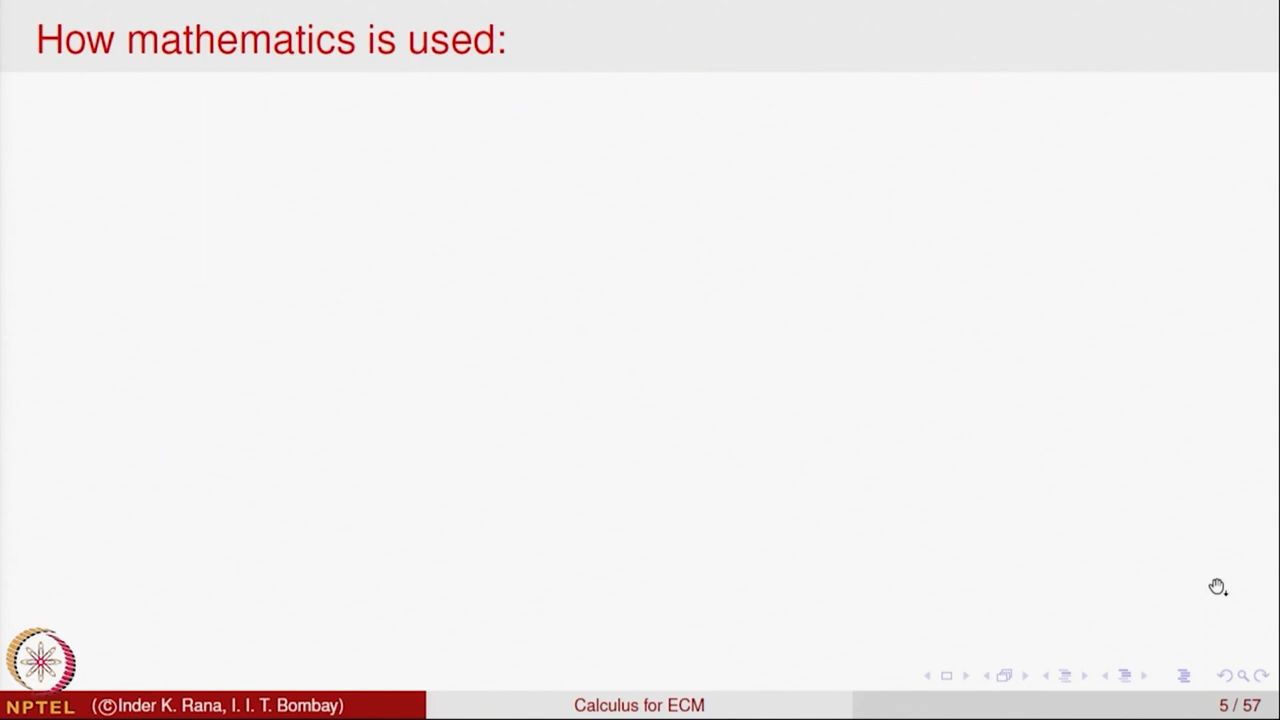 How mathematics is used:
NPTEL
(©Inder K. Rana, I. I. T. Bombay)
Calculus for ECM
5 / 57